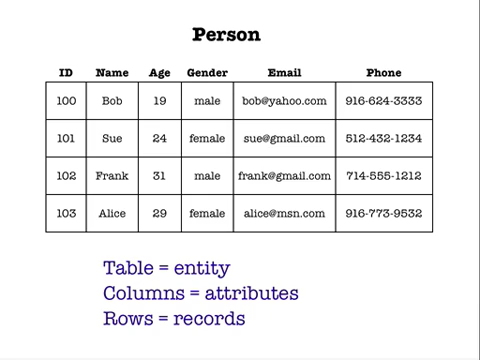 Person
ID Name Age Gender Email Phone
100 Bob 19 male bob@yahoo.com 916-624-3333
101 Sue 24 female sue@gmail.com 512-432-1234
102 Frank 31 male frank@gmail.com 714-555-1212
103 Alice 29 female alice@msn.com 916-773-9532
Table = entity
Columns = attributes
Rows = records